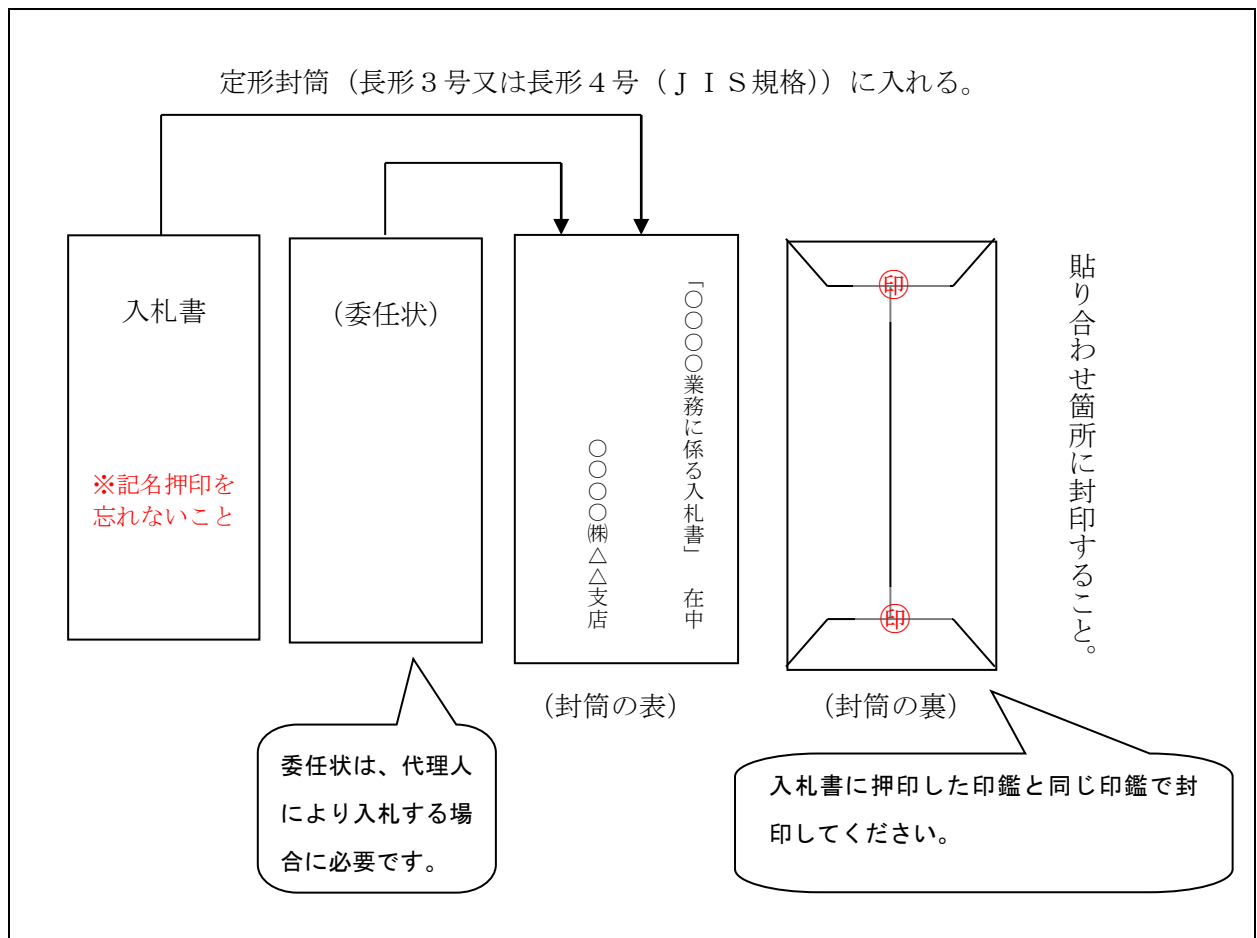 定形封筒（長形３号又は長形４号（ＪＩＳ規格））に入れる。
入札書
※記名押印を
忘れないこと
（委任状）
「〇〇〇〇業務に係る入札書」　在中
〇〇〇〇㈱△△支店
印
印
貼り合わせ箇所に封印すること。
（封筒の表）
（封筒の裏）
委任状は、代理人
により入札する場
合に必要です。
入札書に押印した印鑑と同じ印鑑で封
印してください。